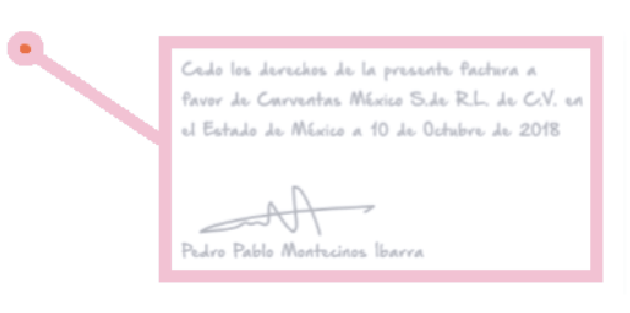 Cedo los derechos de la presente factura a
favor de Carventas México S.de R.L. de C.V. en
el Estado de México a 10 de Octubre de 2018
Pedro Pablo Montecinos Ibarra